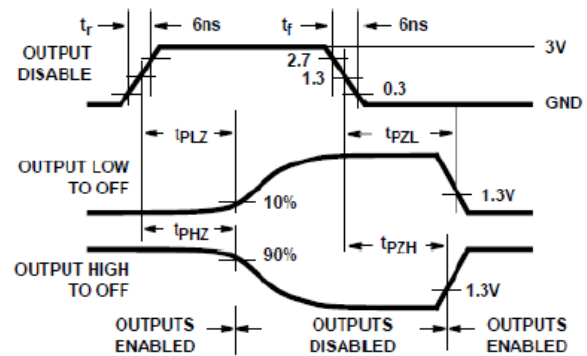 tr 6ns tf 6ns
OUTPUT DISABLE
3V
2.7
1.3
0.3
GND
tPLZ tPZL
OUTPUT LOW TO OFF
10%
1.3V
tPHZ tPZH
90%
OUTPUT HIGH TO OFF
1.3V
OUTPUTS ENABLED
OUTPUTS DISABLED
OUTPUTS ENABLED